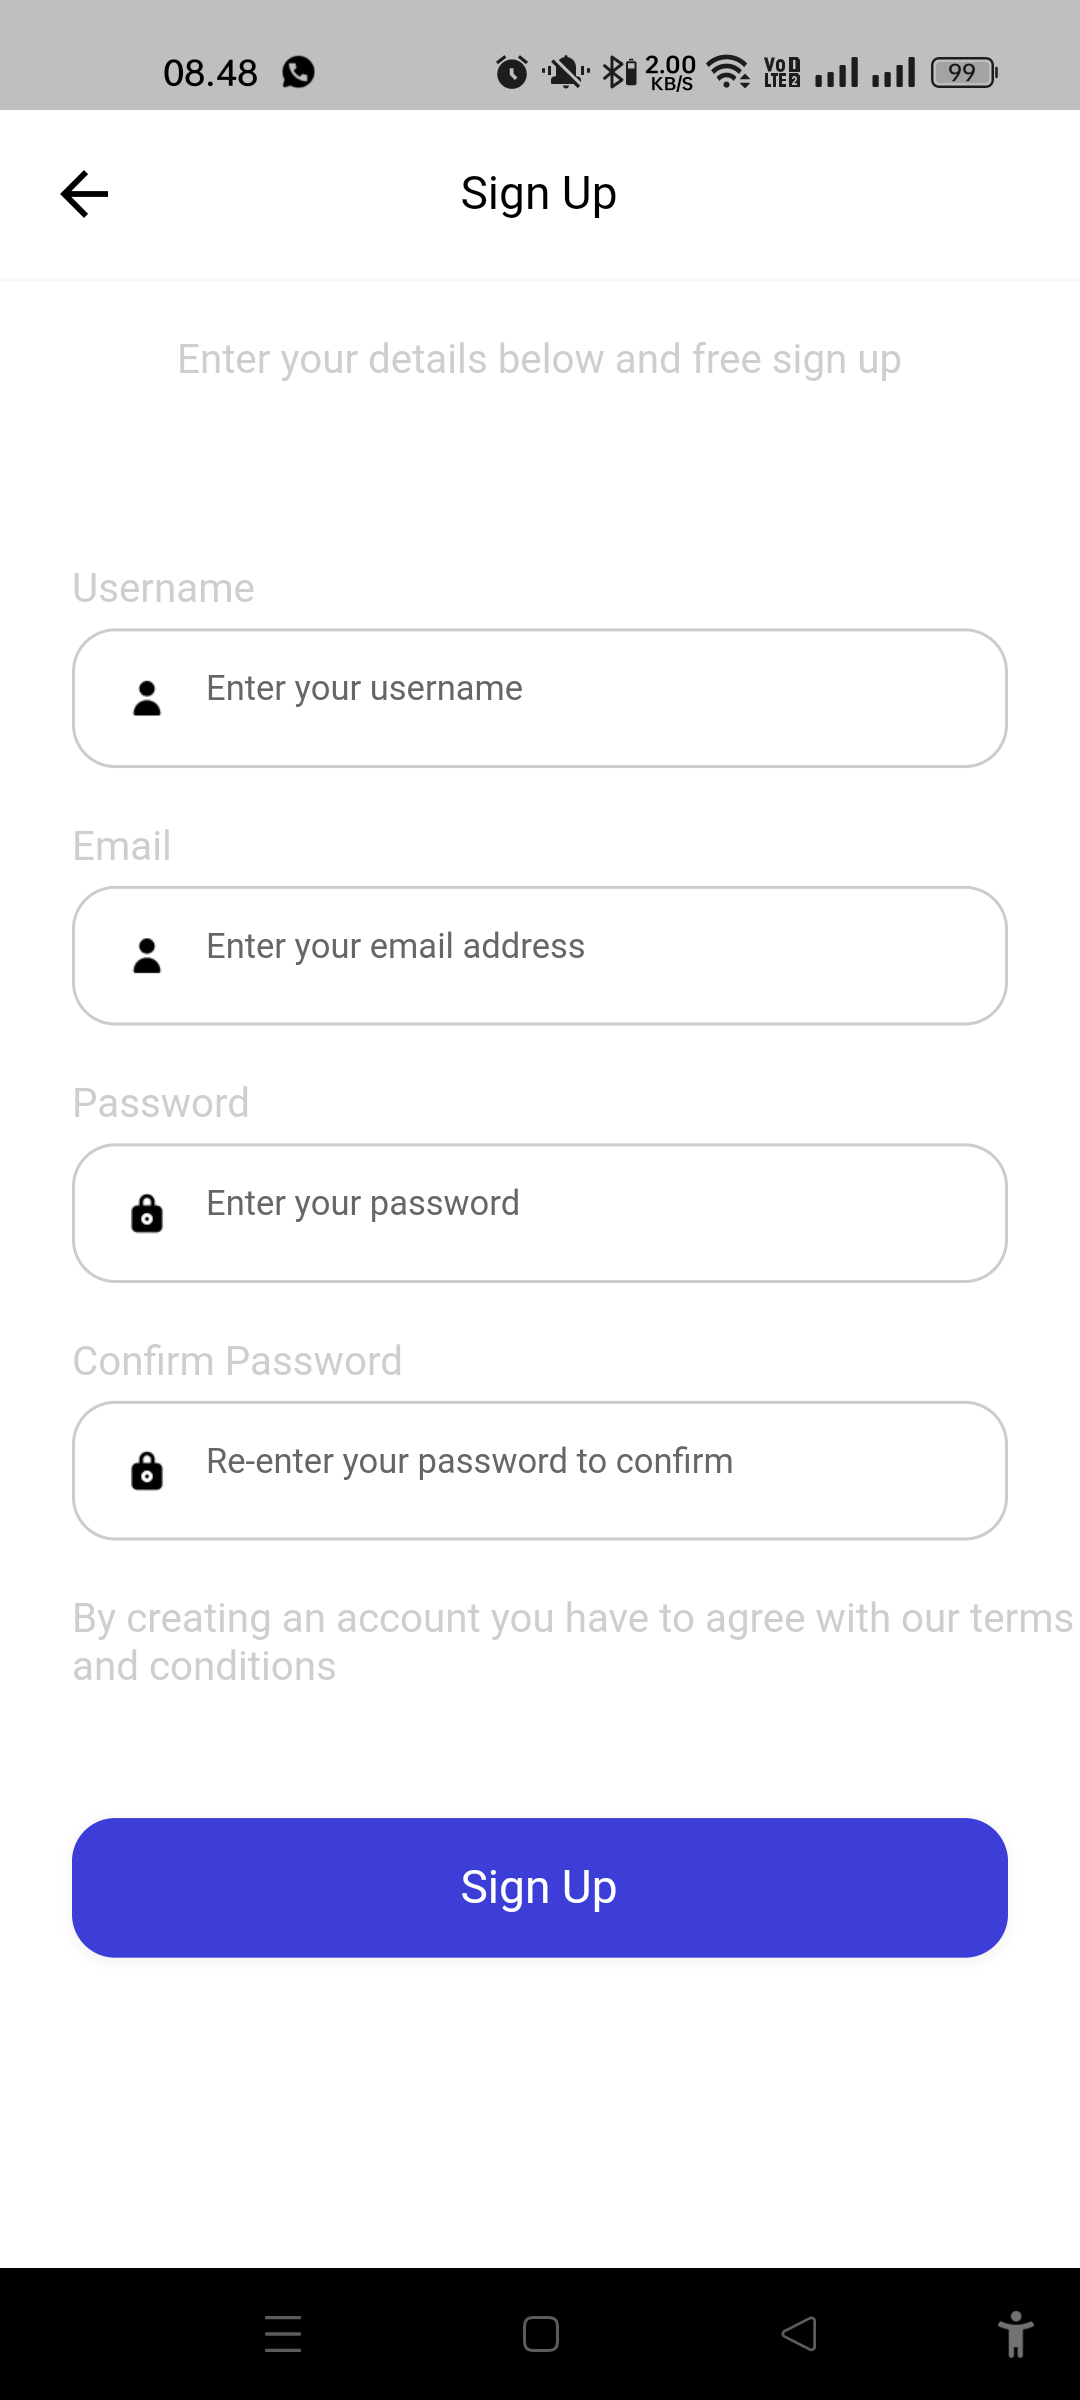 08.48
2.00
KB/S
VoD
LTE2
99
Sign Up
Enter your details below and free sign up
Username
Enter your username
Email
Enter your email address
Password
Enter your password
Confirm Password
Re-enter your password to confirm
By creating an account you have to agree with our terms
and conditions
Sign Up